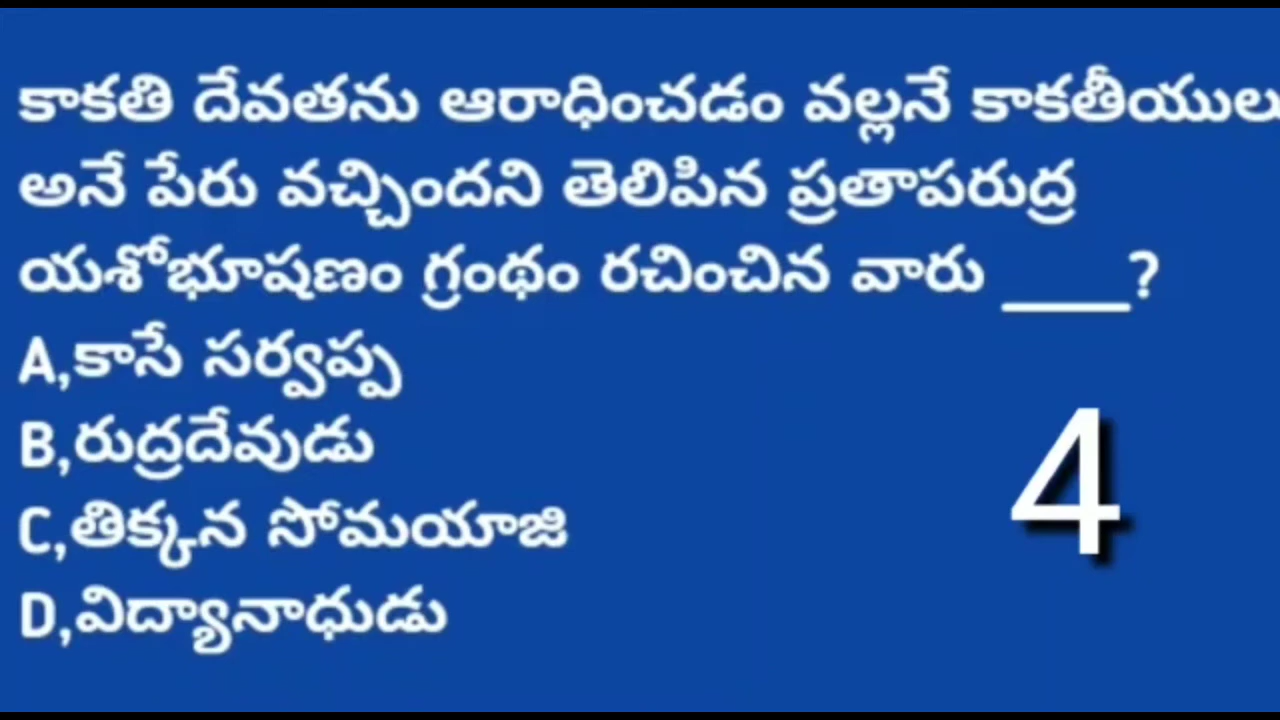 కాకతి దేవతను ఆరాధించడం వల్లనే కాకతీయులు
అనే పేరు వచ్చిందని తెలిపిన ప్రతాపరుద్ర
యశోభూషణం గ్రంథం రచించిన వారు ____?
A,కాసే సర్వప్ప
B,రుద్రదేవుడు
C,తిక్కన సోమయాజి
D,విద్యానాధుడు
4